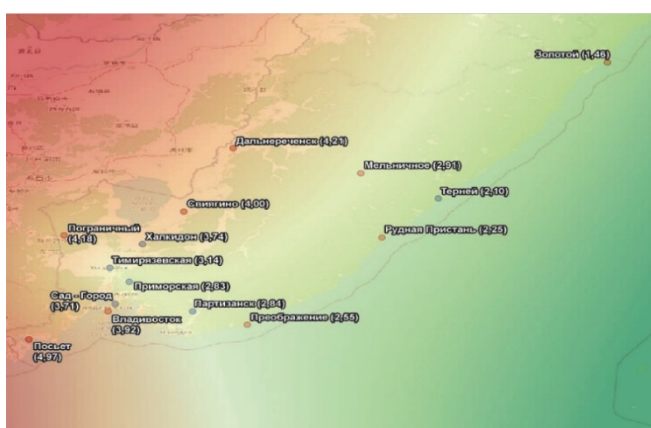 Золотой (1,46)
Дальнереченск (4,21)
Мельничное (2,91)
Терней (2,10)
Свиягино (4,00)
Пограничный
(4,18)
Халкидон (3,74)
Рудная Пристань (2,25)
Тимирязевская (3,14)
Приморская (2,83)
Сад - Город
(3,71)
Партизанск (2,84)
Владивосток
(3,92)
Преображение (2,55)
Посьет
(4,97)